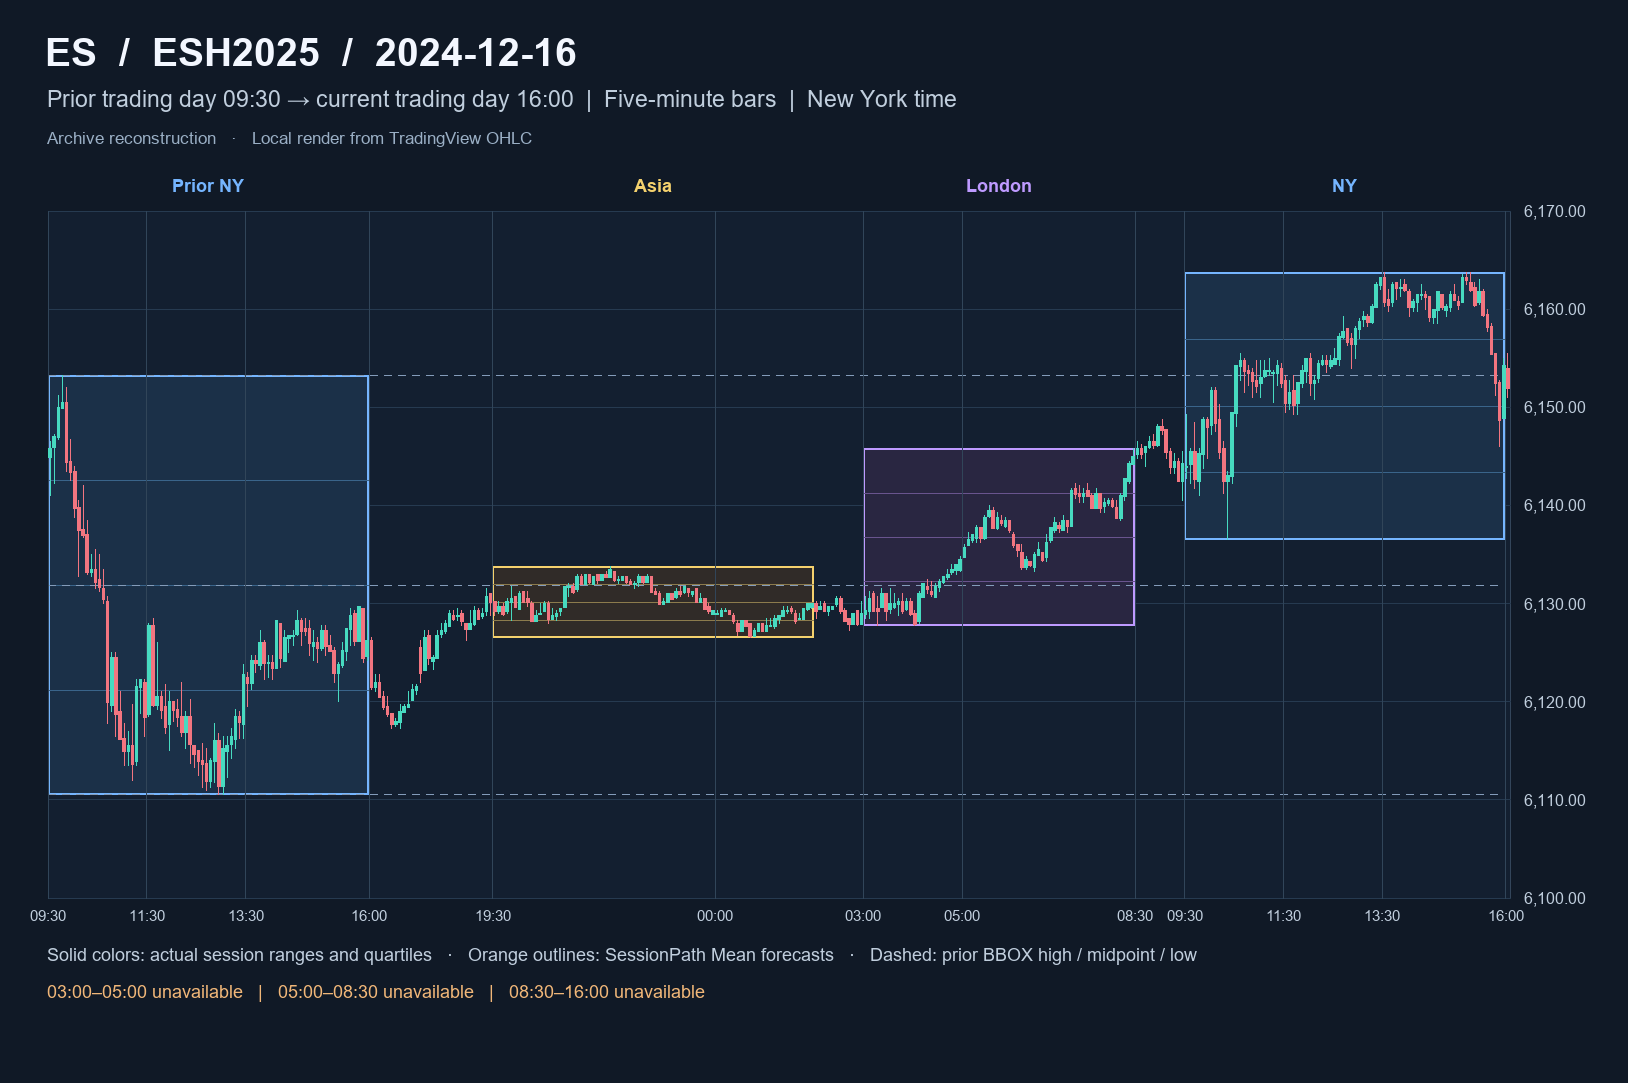 ES / ESH2025 / 2024-12-16
Prior trading day 09:30 → current trading day 16:00 | Five-minute bars | New York time
Archive reconstruction · Local render from TradingView OHLC
Prior NY Asia London NY
6,170.00
6,160.00
6,150.00
6,140.00
6,130.00
6,120.00
6,110.00
6,100.00
09:30 11:30 13:30 16:00 19:30 00:00 03:00 05:00 08:30 09:30 11:30 13:30 16:00
Solid colors: actual session ranges and quartiles · Orange outlines: SessionPath Mean forecasts · Dashed: prior BBOX high / midpoint / low
03:00–05:00 unavailable | 05:00–08:30 unavailable | 08:30–16:00 unavailable